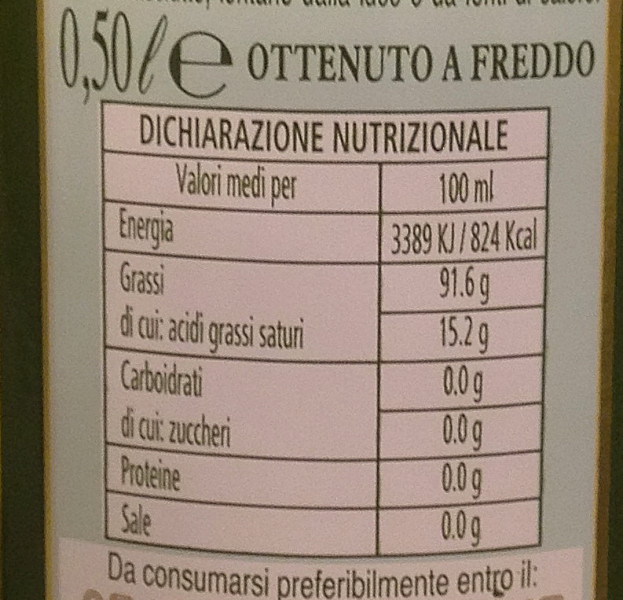 0,50 l e OTTENUTO A FREDDO
DICHIARAZIONE NUTRIZIONALE
Valori medi per 100 ml
Energia 3389 KJ / 824 Kcal
Grassi 91.6 g
di cui: acidi grassi saturi 15.2 g
Carboidrati 0.0 g
di cui: zuccheri 0.0 g
Proteine 0.0 g
Sale 0.0 g
Da consumarsi preferibilmente entro il: